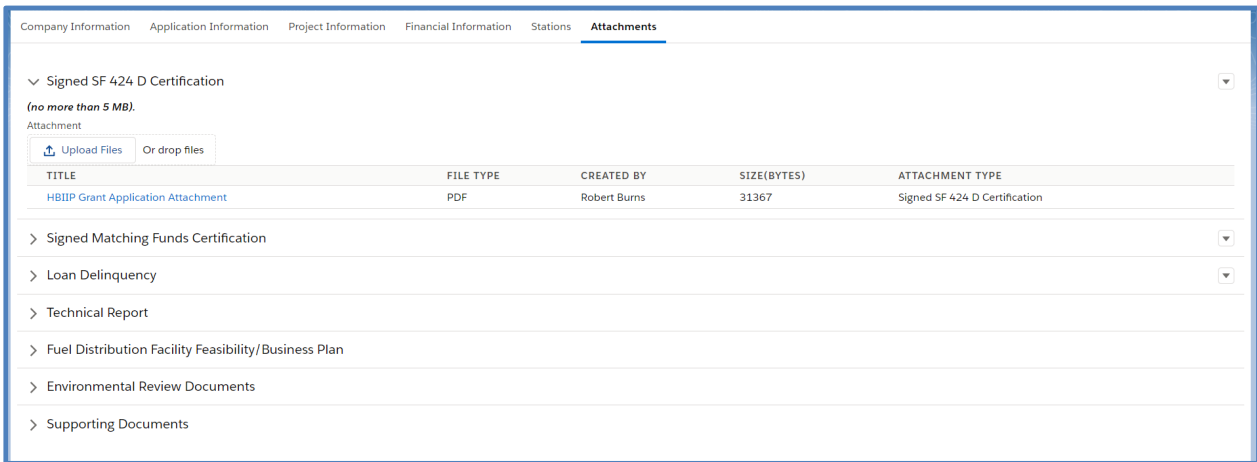 Company Information Application Information Project Information Financial Information Stations Attachments
Signed SF 424 D Certification
(no more than 5 MB).
Attachment
Upload Files Or drop files
TITLE FILE TYPE CREATED BY SIZE(BYTES) ATTACHMENT TYPE
HBIIP Grant Application Attachment PDF Robert Burns 31367 Signed SF 424 D Certification
Signed Matching Funds Certification
Loan Delinquency
Technical Report
Fuel Distribution Facility Feasibility/Business Plan
Environmental Review Documents
Supporting Documents